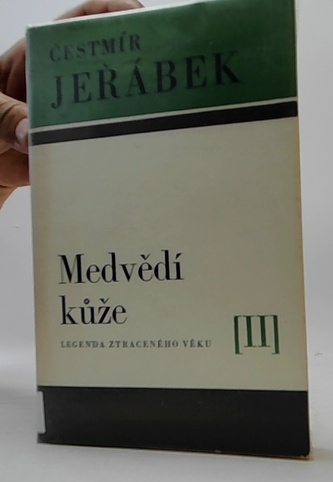 ČESTMÍR
JEŘÁBEK
Medvědí
kůže
LEGENDA ZTRACENÉHO VĚKU
[II]